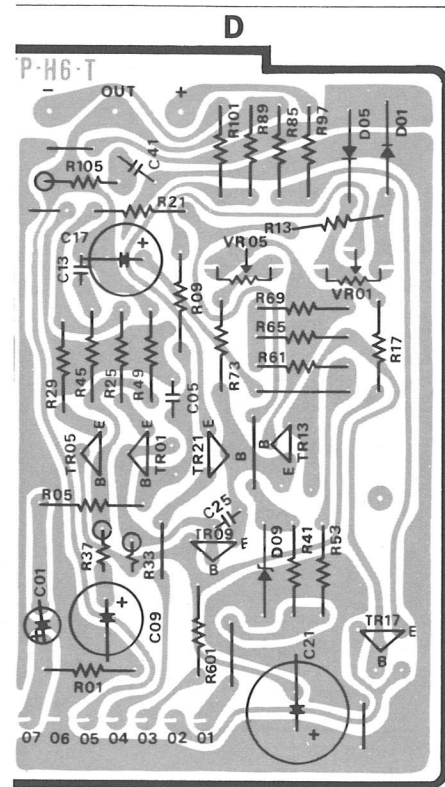 D
P·H6·T
- OUT +
R101
R89
R85
R97
D05
D01
C41
R105
R21
R13
C17
+
VR05
C13
R09
VR01
R69
R65
R61
R73
R17
R29
R45
R25
R49
C05
TR05
E
B
TR01
E
B
TR21
E
B
TR13
B
E
R05
C25
TR09
E
B
D09
R41
R53
R37
R33
C01
+
C09
R601
C21
TR17
E
B
R01
+
07 06 05 04 03 02 01